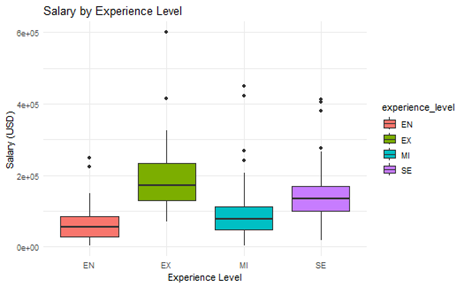 Salary by Experience Level
6e+05
4e+05
2e+05
0e+00
Salary (USD)
EN EX MI SE
Experience Level
experience_level
EN
EX
MI
SE